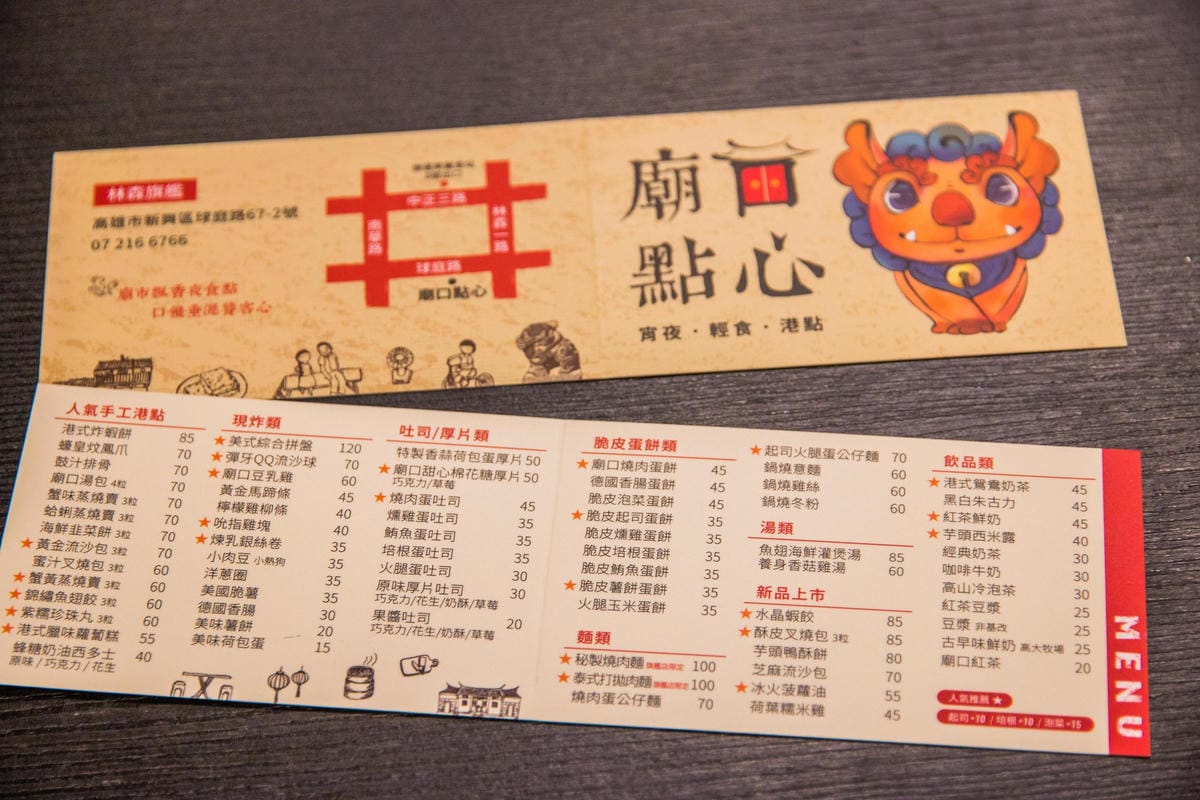 林森旗艦
高雄市新興區球庭路67-2號
07 216 6766
廟市飄香夜食點
口備垂涎饗客心
中正三路
南華路
林森一路
球庭路
廟口點心
廟口
點心
宵夜·輕食·港點
人氣手工港點
港式炸蝦餅 85
蠔皇炆鳳爪 70
鼓汁排骨 70
廟口湯包 4粒 70
蟹味蒸燒賣 3粒 70
蛤蜊蒸燒賣 3粒 70
海鮮韭菜餅 3粒 70
★黃金流沙包 3粒 70
蜜汁叉燒包 3粒 60
★蟹黃蒸燒賣 3粒 60
★錦繡魚翅餃 3粒 60
★紫糯珍珠丸 3粒 60
★港式臘味蘿蔔糕 55
蜂糖奶油西多士 40
原味/巧克力/花生
現炸類
★美式綜合拼盤 120
★彈牙QQ流沙球 70
★廟口豆乳雞 60
黃金馬蹄條 45
檸檬雞柳條 45
★吮指雞塊 40
★煉乳銀絲卷 35
小肉豆 小熱狗 35
洋蔥圈 35
美國脆薯 35
德國香腸 30
美味薯餅 20
美味荷包蛋 15
吐司/厚片類
特製香蒜荷包蛋厚片 50
★廟口甜心棉花糖厚片 50
巧克力/草莓
★燒肉蛋吐司 45
燻雞蛋吐司 35
鮪魚蛋吐司 35
培根蛋吐司 35
火腿蛋吐司 30
原味厚片吐司 30
巧克力/花生/奶酥/草莓
果醬吐司 20
巧克力/花生/奶酥/草莓
脆皮蛋餅類
★廟口燒肉蛋餅 45
德國香腸蛋餅 45
脆皮泡菜蛋餅 45
★脆皮起司蛋餅 35
脆皮燻雞蛋餅 35
脆皮培根蛋餅 35
脆皮鮪魚蛋餅 35
★脆皮薯餅蛋餅 35
火腿玉米蛋餅 35
麵類
★秘製燒肉麵 旗艦店限定 100
★泰式打拋肉麵 旗艦店限定 100
燒肉蛋公仔麵 70
★起司火腿蛋公仔麵 70
鍋燒意麵 60
鍋燒雞絲 60
鍋燒冬粉 60
湯類
魚翅海鮮灌煲湯 85
養身香菇雞湯 60
新品上市
★水晶蝦餃 85
★酥皮叉燒包 3粒 85
芋頭鴨酥餅 80
芝麻流沙包 70
★冰火菠蘿油 55
荷葉糯米雞 45
飲品類
★港式鴛鴦奶茶 45
黑白朱古力 45
★紅茶鮮奶 45
★芋頭西米露 40
經典奶茶 30
咖啡牛奶 30
高山冷泡茶 30
紅茶豆漿 25
豆漿 非基改 25
古早味鮮奶 高大牧場 25
廟口紅茶 20
人氣推薦★
起司+10 / 培根+10 / 泡菜+15
MENU